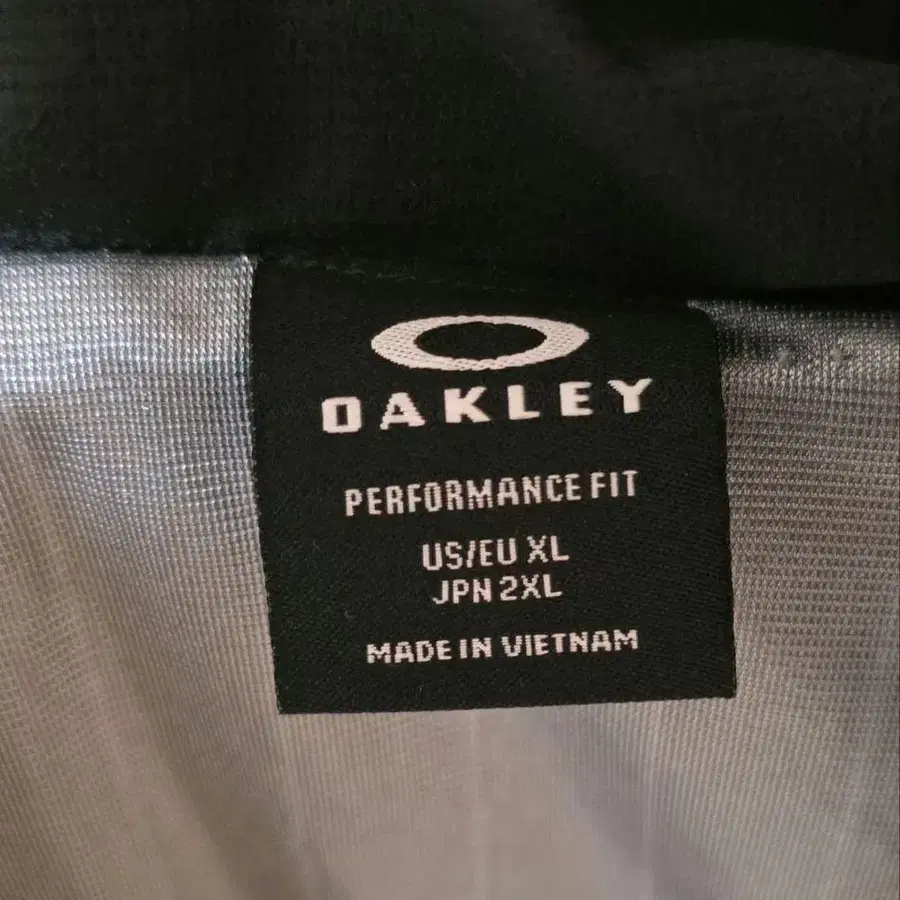 OAKLEY
PERFORMANCE FIT
US/EU XL
JPN 2XL
MADE IN VIETNAM